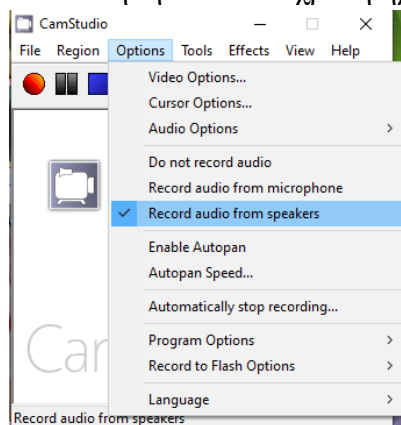 CamStudio
File Region Options Tools Effects View Help
Video Options...
Cursor Options...
Audio Options
Do not record audio
Record audio from microphone
Record audio from speakers
Enable Autopan
Autopan Speed...
Automatically stop recording...
Program Options
Record to Flash Options
Language
Car
Record audio from speakers